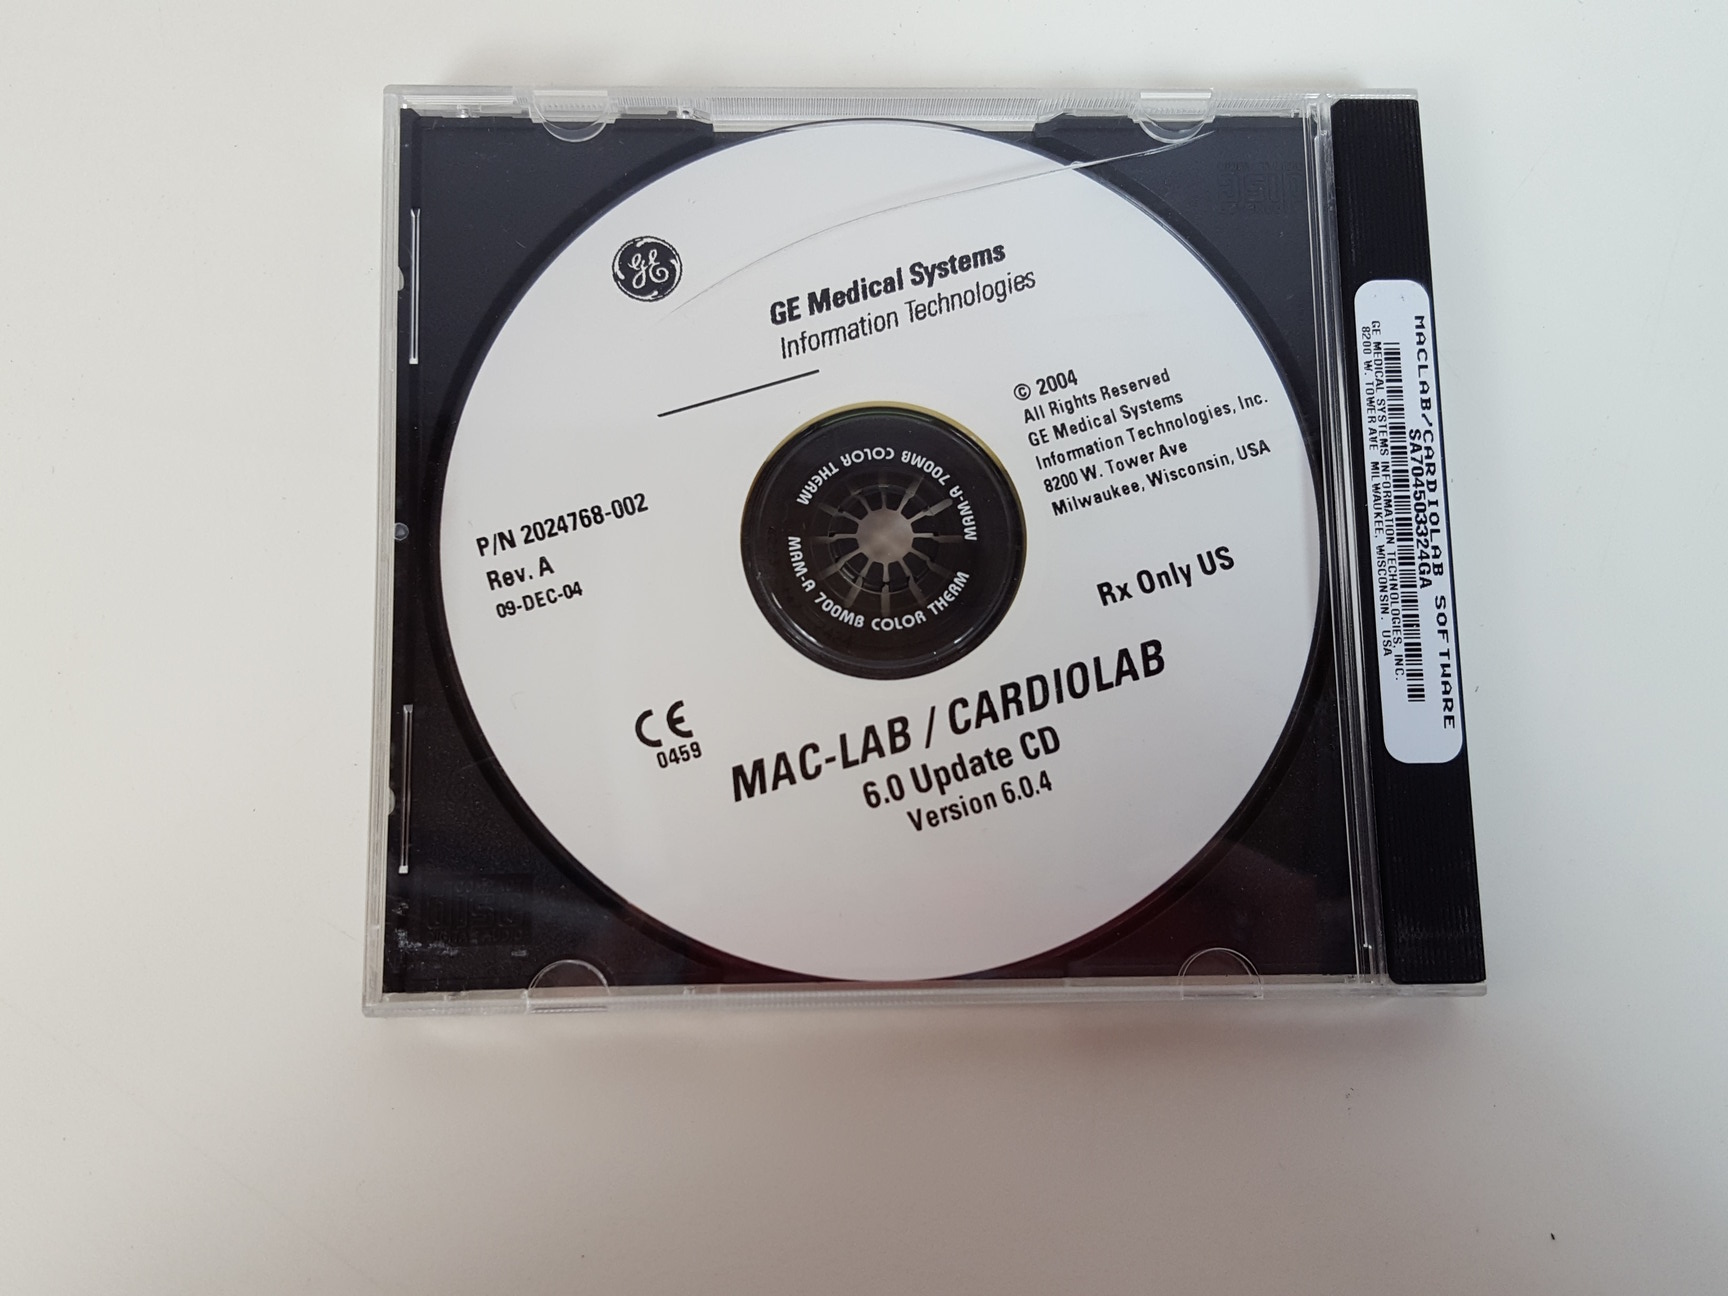 GE
GE Medical Systems
Information Technologies
© 2004
All Rights Reserved
GE Medical Systems
Information Technologies, Inc.
8200 W. Tower Ave
Milwaukee, Wisconsin, USA
P/N 2024768-002
Rev. A
09-DEC-04
Rx Only US
MAM-A 700MB COLOR THERM
MAM-A 700MB COLOR THERM
CE
0459
MAC-LAB / CARDIOLAB
6.0 Update CD
Version 6.0.4
MACLAB/CARDIOLAB SOFTWARE
SA704503324GA
GE MEDICAL SYSTEMS INFORMATION TECHNOLOGIES, INC.
8200 W. TOWER AVE MILWAUKEE, WISCONSIN. USA